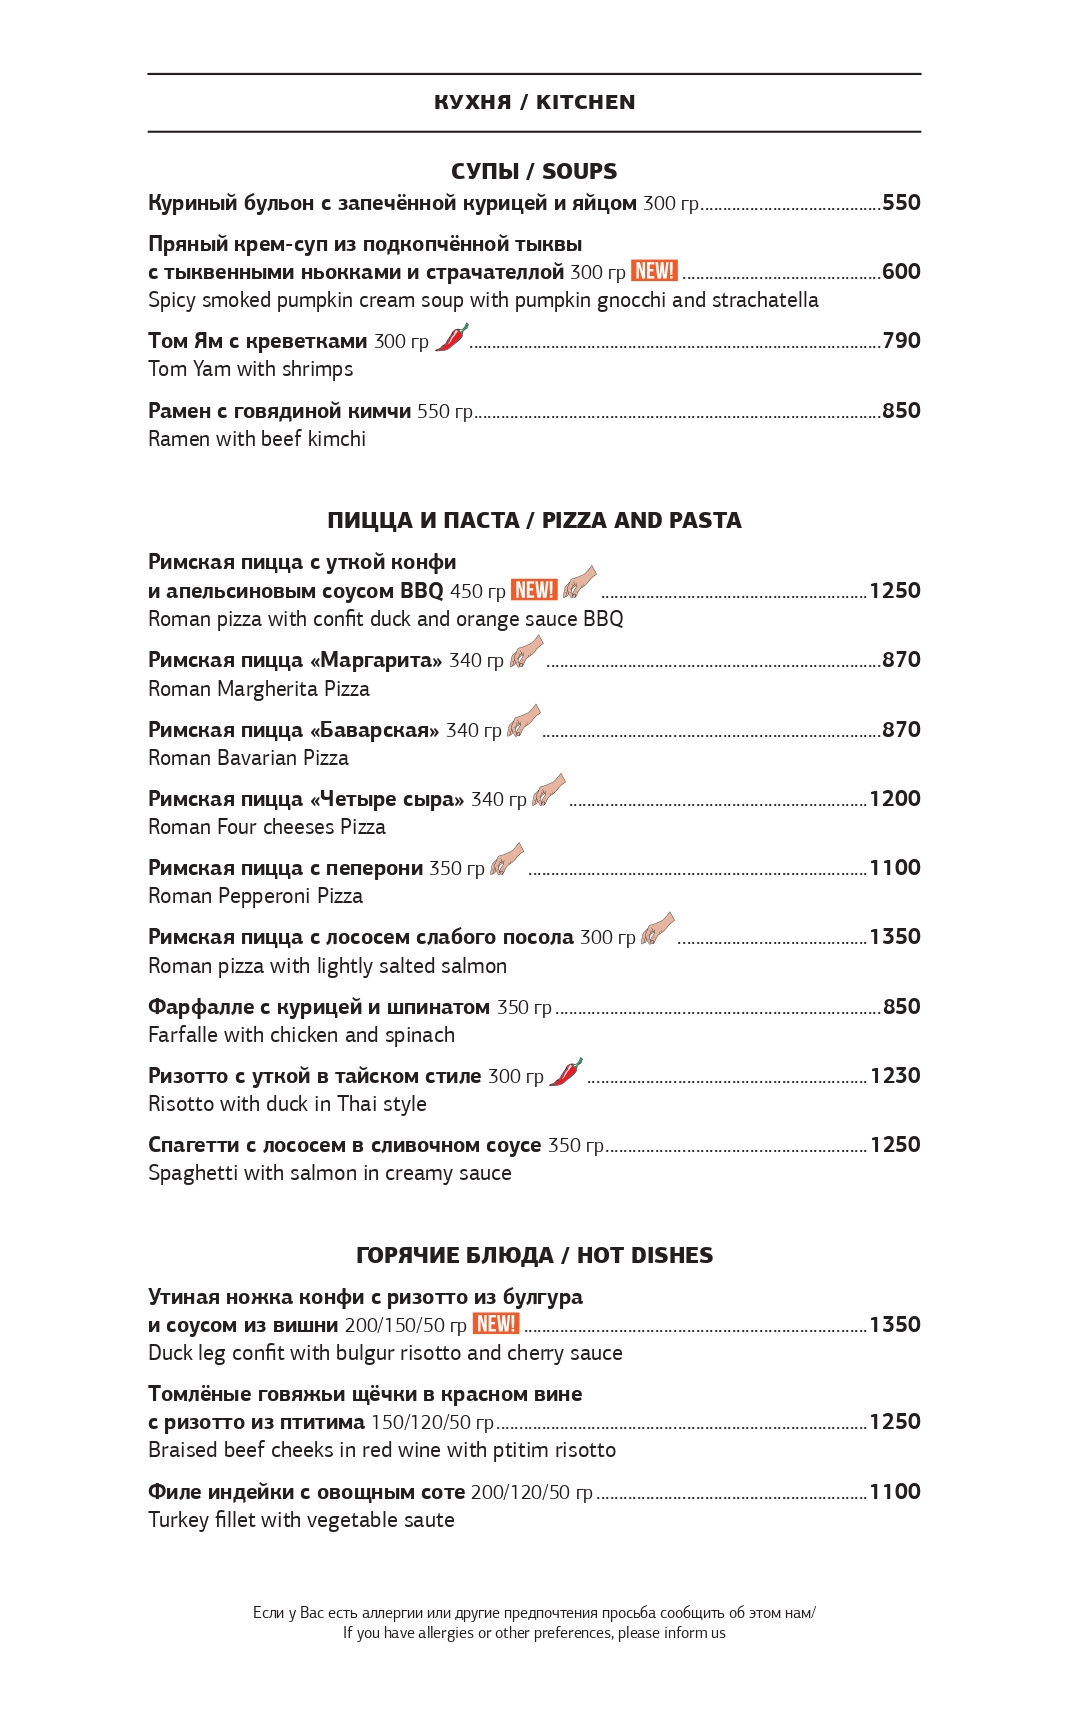 КУХНЯ / KITCHEN
СУПЫ / SOUPS
Куриный бульон с запечённой курицей и яйцом 300 гр........................................550
Пряный крем-суп из подкопчённой тыквы
с тыквенными ньокками и страчателлой 300 гр NEW! ............................................600
Spicy smoked pumpkin cream soup with pumpkin gnocchi and strachatella
Том Ям с креветками 300 гр ............................................................................................790
Tom Yam with shrimps
Рамен с говядиной кимчи 550 гр...........................................................................................850
Ramen with beef kimchi
ПИЦЦА И ПАСТА / PIZZA AND PASTA
Римская пицца с уткой конфи
и апельсиновым соусом BBQ 450 гр NEW! ...........................................................1250
Roman pizza with confit duck and orange sauce BBQ
Римская пицца «Маргарита» 340 гр ...........................................................................870
Roman Margherita Pizza
Римская пицца «Баварская» 340 гр ............................................................................870
Roman Bavarian Pizza
Римская пицца «Четыре сыра» 340 гр ..................................................................1200
Roman Four cheeses Pizza
Римская пицца с пеперони 350 гр ...........................................................................1100
Roman Pepperoni Pizza
Римская пицца с лососем слабого посола 300 гр ..........................................1350
Roman pizza with lightly salted salmon
Фарфалле с курицей и шпинатом 350 гр.........................................................................850
Farfalle with chicken and spinach
Ризотто с уткой в тайском стиле 300 гр ..............................................................1230
Risotto with duck in Thai style
Спагетти с лососем в сливочном соусе 350 гр..........................................................1250
Spaghetti with salmon in creamy sauce
ГОРЯЧИЕ БЛЮДА / HOT DISHES
Утиная ножка конфи с ризотто из булгура
и соусом из вишни 200/150/50 гр NEW! ............................................................................1350
Duck leg confit with bulgur risotto and cherry sauce
Томлёные говяжьи щёчки в красном вине
с ризотто из птитима 150/120/50 гр..................................................................................1250
Braised beef cheeks in red wine with ptitim risotto
Филе индейки с овощным соте 200/120/50 гр............................................................1100
Turkey fillet with vegetable saute
Если у Вас есть аллергии или другие предпочтения просьба сообщить об этом нам/
If you have allergies or other preferences, please inform us